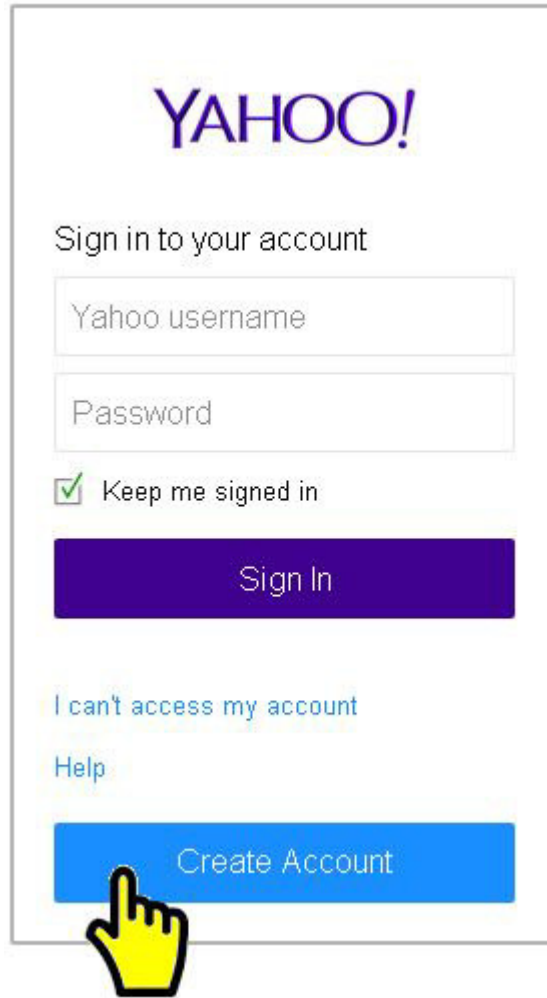 YAHOO!
Sign in to your account
Yahoo username
Password
Keep me signed in
Sign In
I can't access my account
Help
Create Account